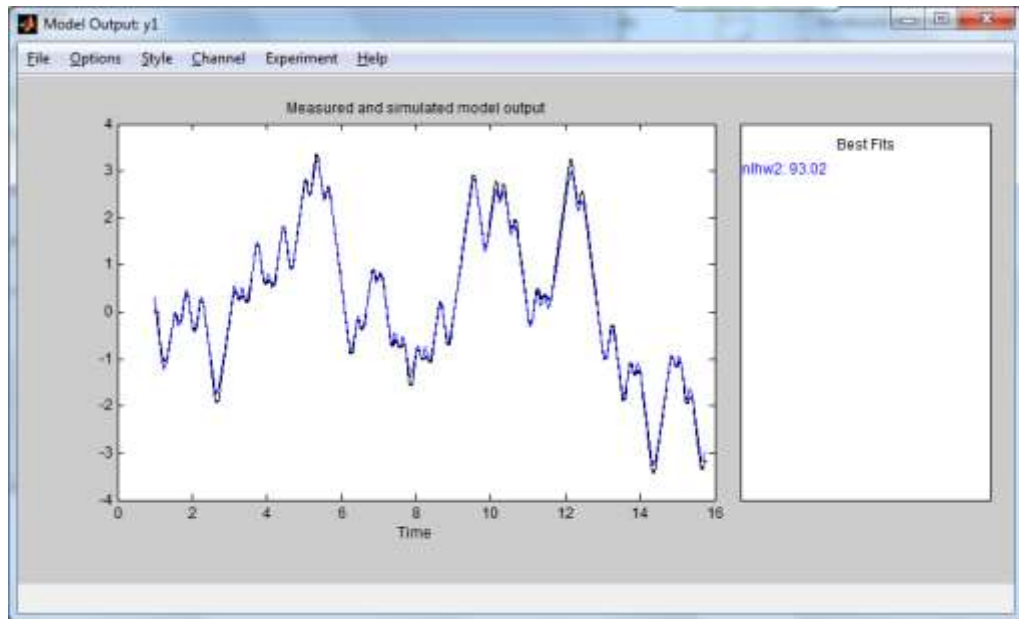 Model Output: y1
File Options Style Channel Experiment Help
Measured and simulated model output
4
3
2
1
0
-1
-2
-3
-4
0 2 4 6 8 10 12 14 16
Time
Best Fits
nlhw2: 93.02